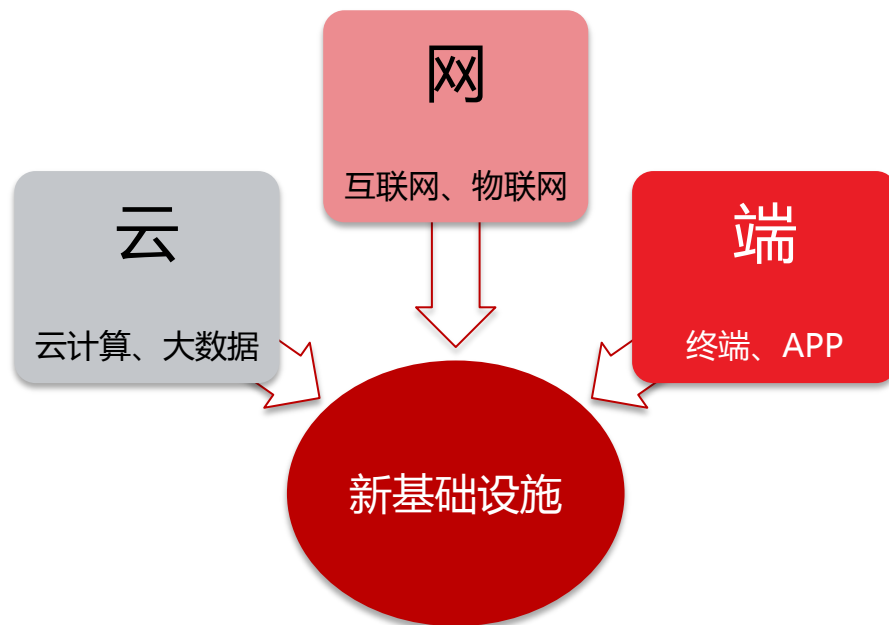 网
互联网、物联网
云
云计算、大数据
端
终端、APP
新基础设施